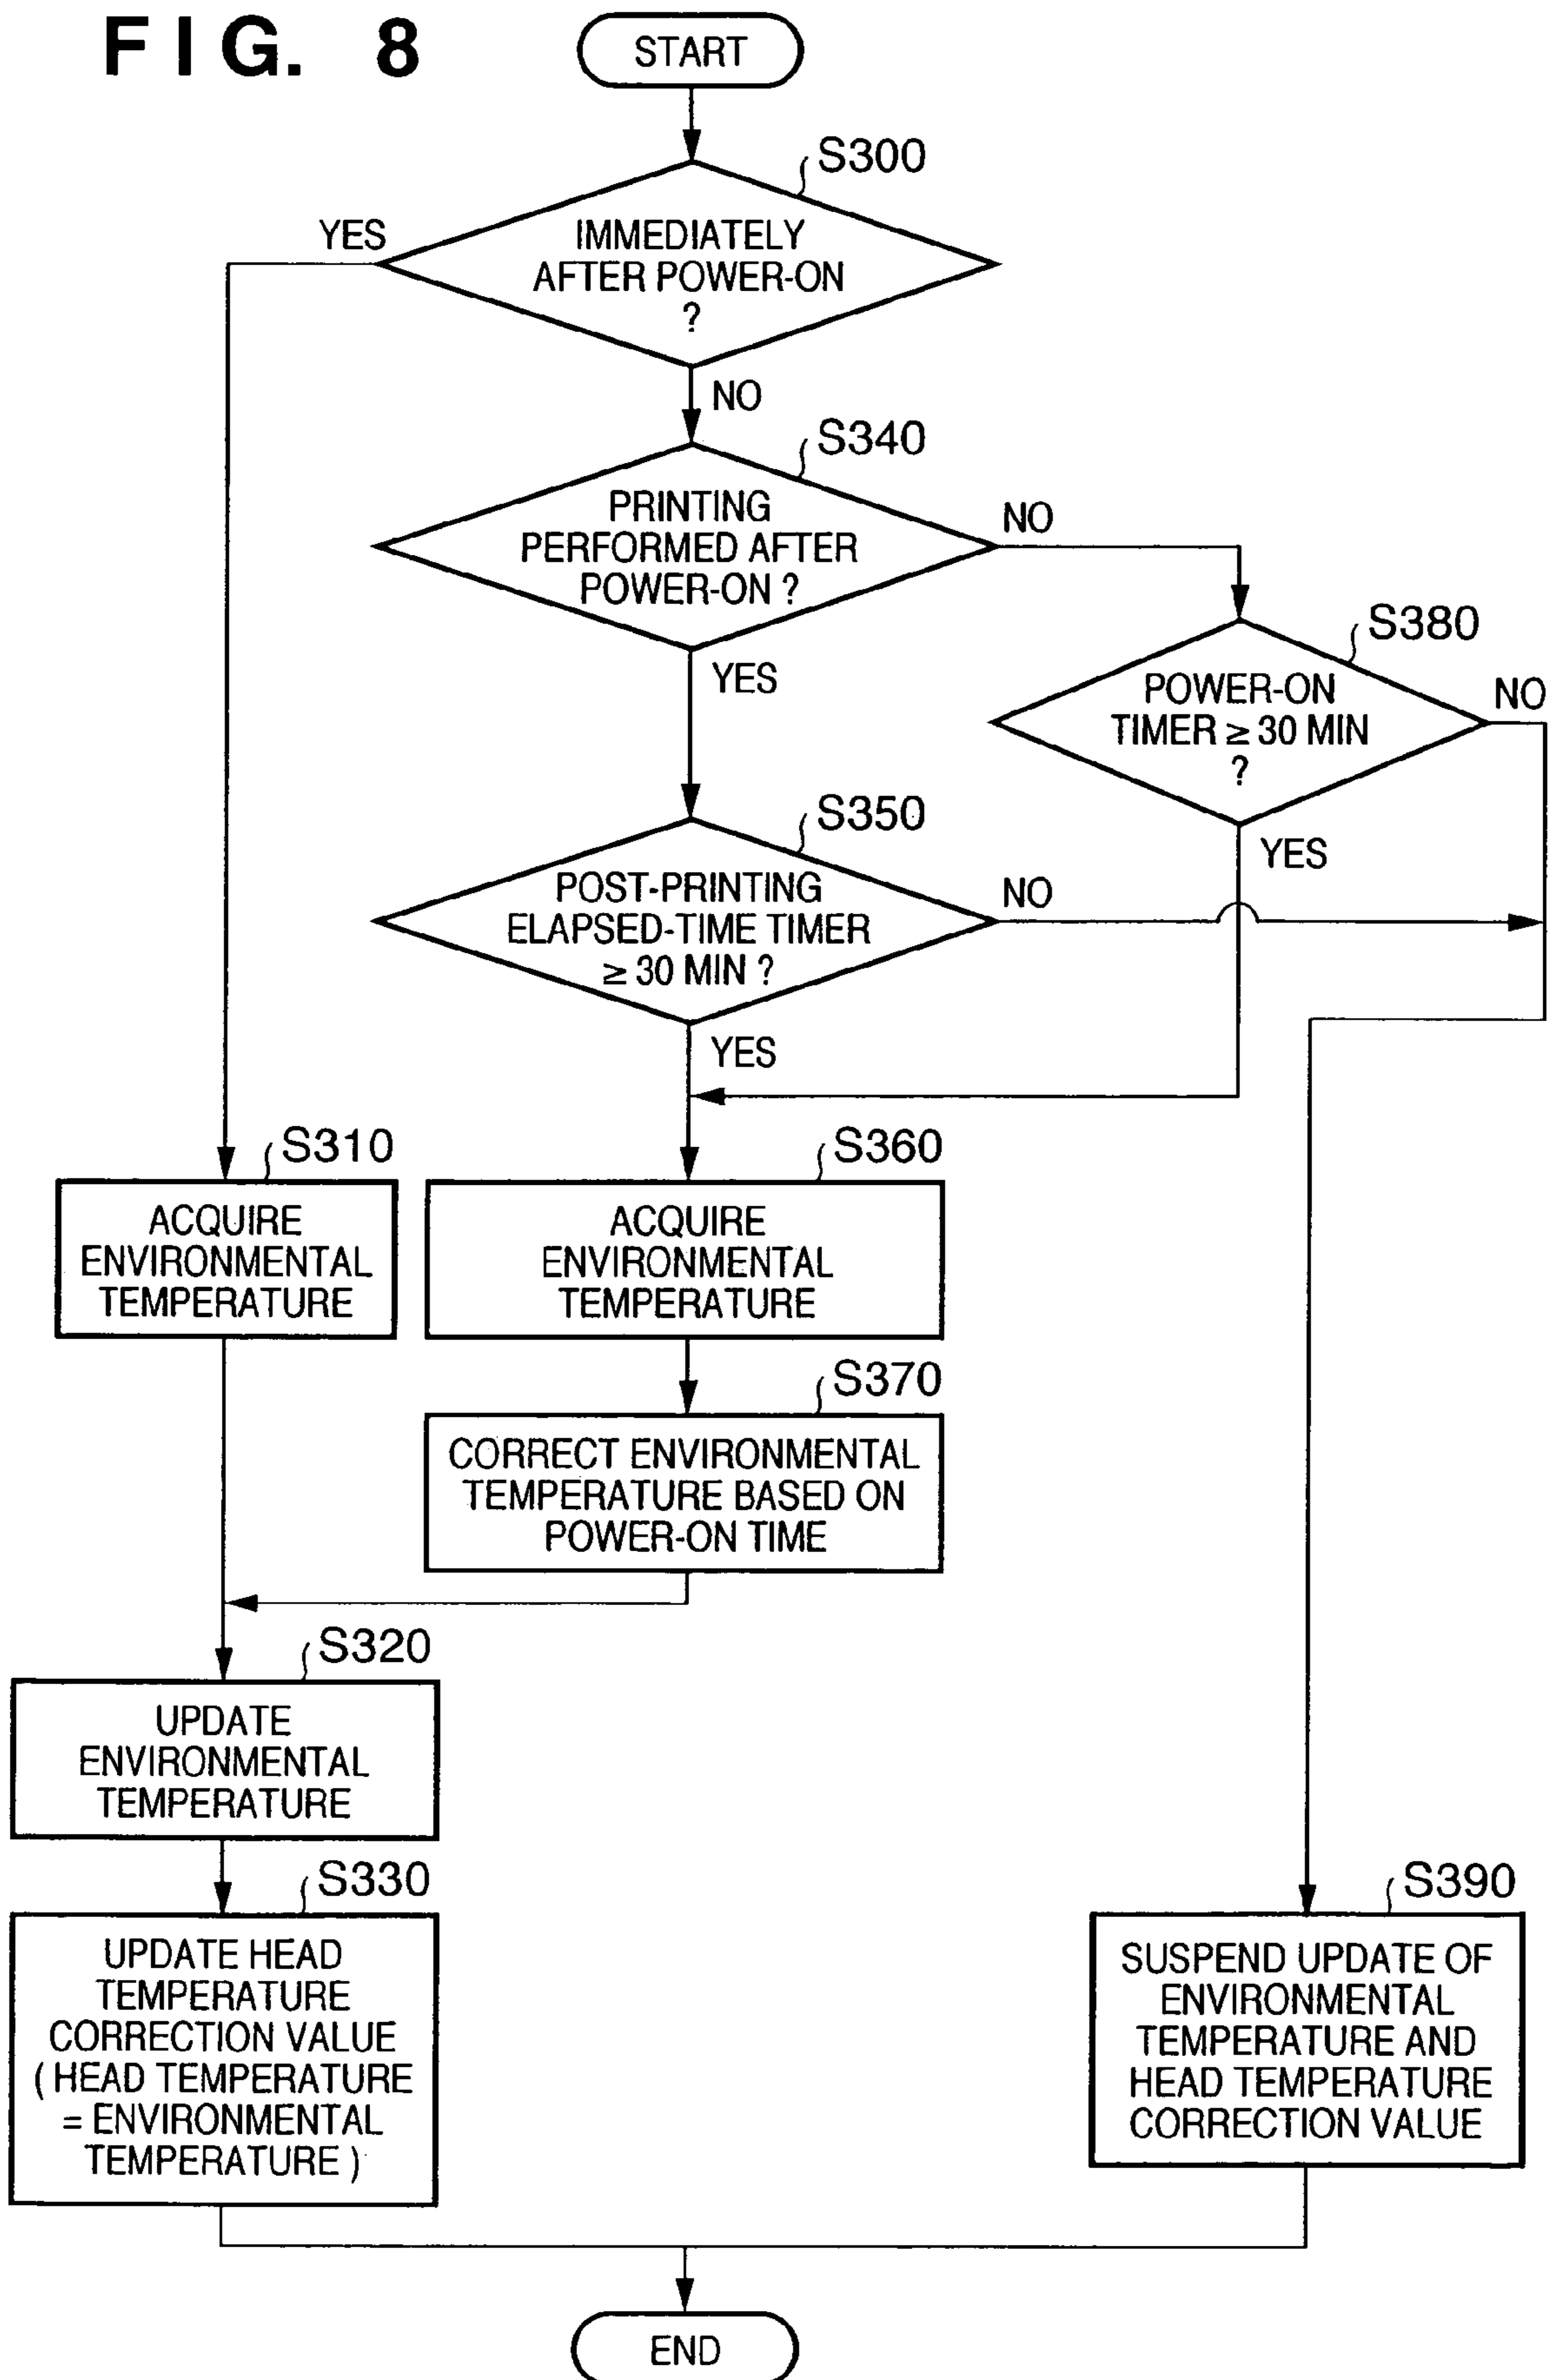 FIG. 8
START
S300
YES
IMMEDIATELY
AFTER POWER-ON
?
NO
S340
PRINTING
PERFORMED AFTER
POWER-ON ?
NO
YES
S380
POWER-ON
TIMER ≥ 30 MIN
?
NO
YES
S350
POST-PRINTING
ELAPSED-TIME TIMER
≥ 30 MIN ?
NO
YES
S310
ACQUIRE
ENVIRONMENTAL
TEMPERATURE
S360
ACQUIRE
ENVIRONMENTAL
TEMPERATURE
S370
CORRECT ENVIRONMENTAL
TEMPERATURE BASED ON
POWER-ON TIME
S320
UPDATE
ENVIRONMENTAL
TEMPERATURE
S330
UPDATE HEAD
TEMPERATURE
CORRECTION VALUE
( HEAD TEMPERATURE
= ENVIRONMENTAL
TEMPERATURE )
S390
SUSPEND UPDATE OF
ENVIRONMENTAL
TEMPERATURE AND
HEAD TEMPERATURE
CORRECTION VALUE
END